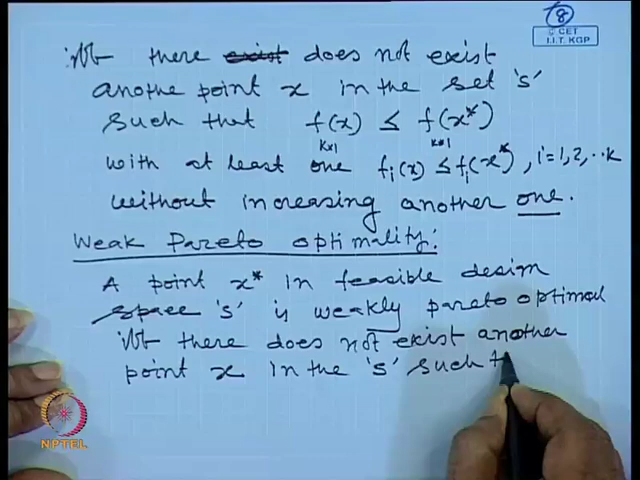 8
© CET
I.I.T. KGP
iff there exist does not exist
anothe point x in the set 's'
such that f(x) ≤ f(x*)
k×1 k×1
with at least one fi(x) ≤ fi(x*), i = 1, 2, .. k
without increasing another one.
Weak Pareto optimality:
A point x* in feasible design
space 's' is weakly pareto optimal
iff there does not exist another
point x in the 's' such t
NPTEL